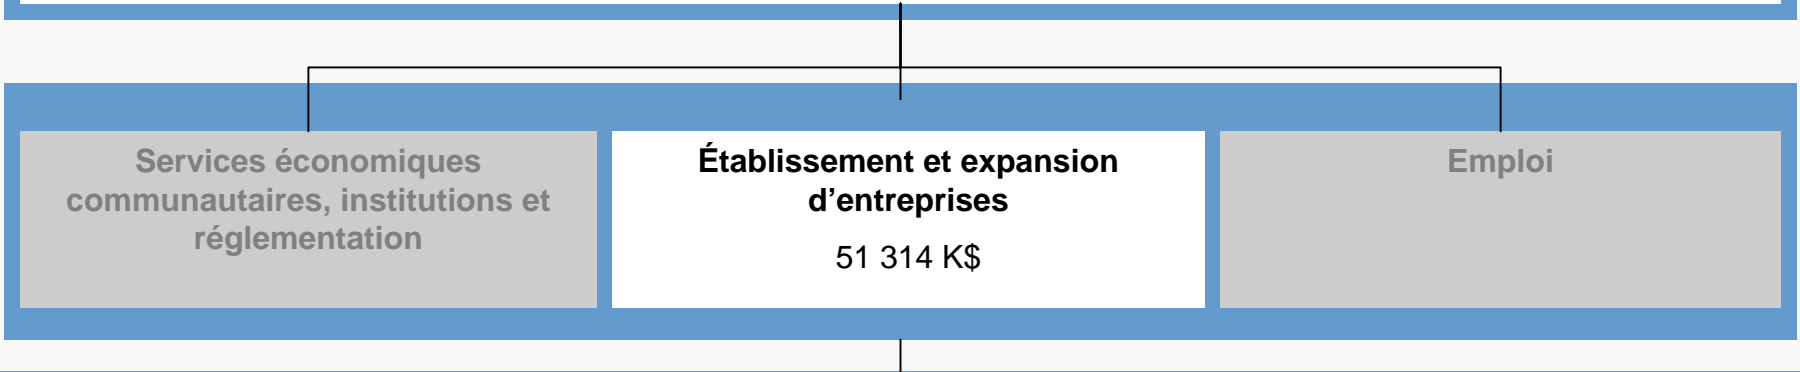 Services économiques
communautaires, institutions et
réglementation
Établissement et expansion
d’entreprises
51 314 K$
Emploi